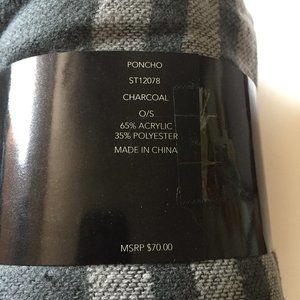 PONCHO
ST12078
CHARCOAL
O/S
65% ACRYLIC
35% POLYESTER
MADE IN CHINA
MSRP $70.00